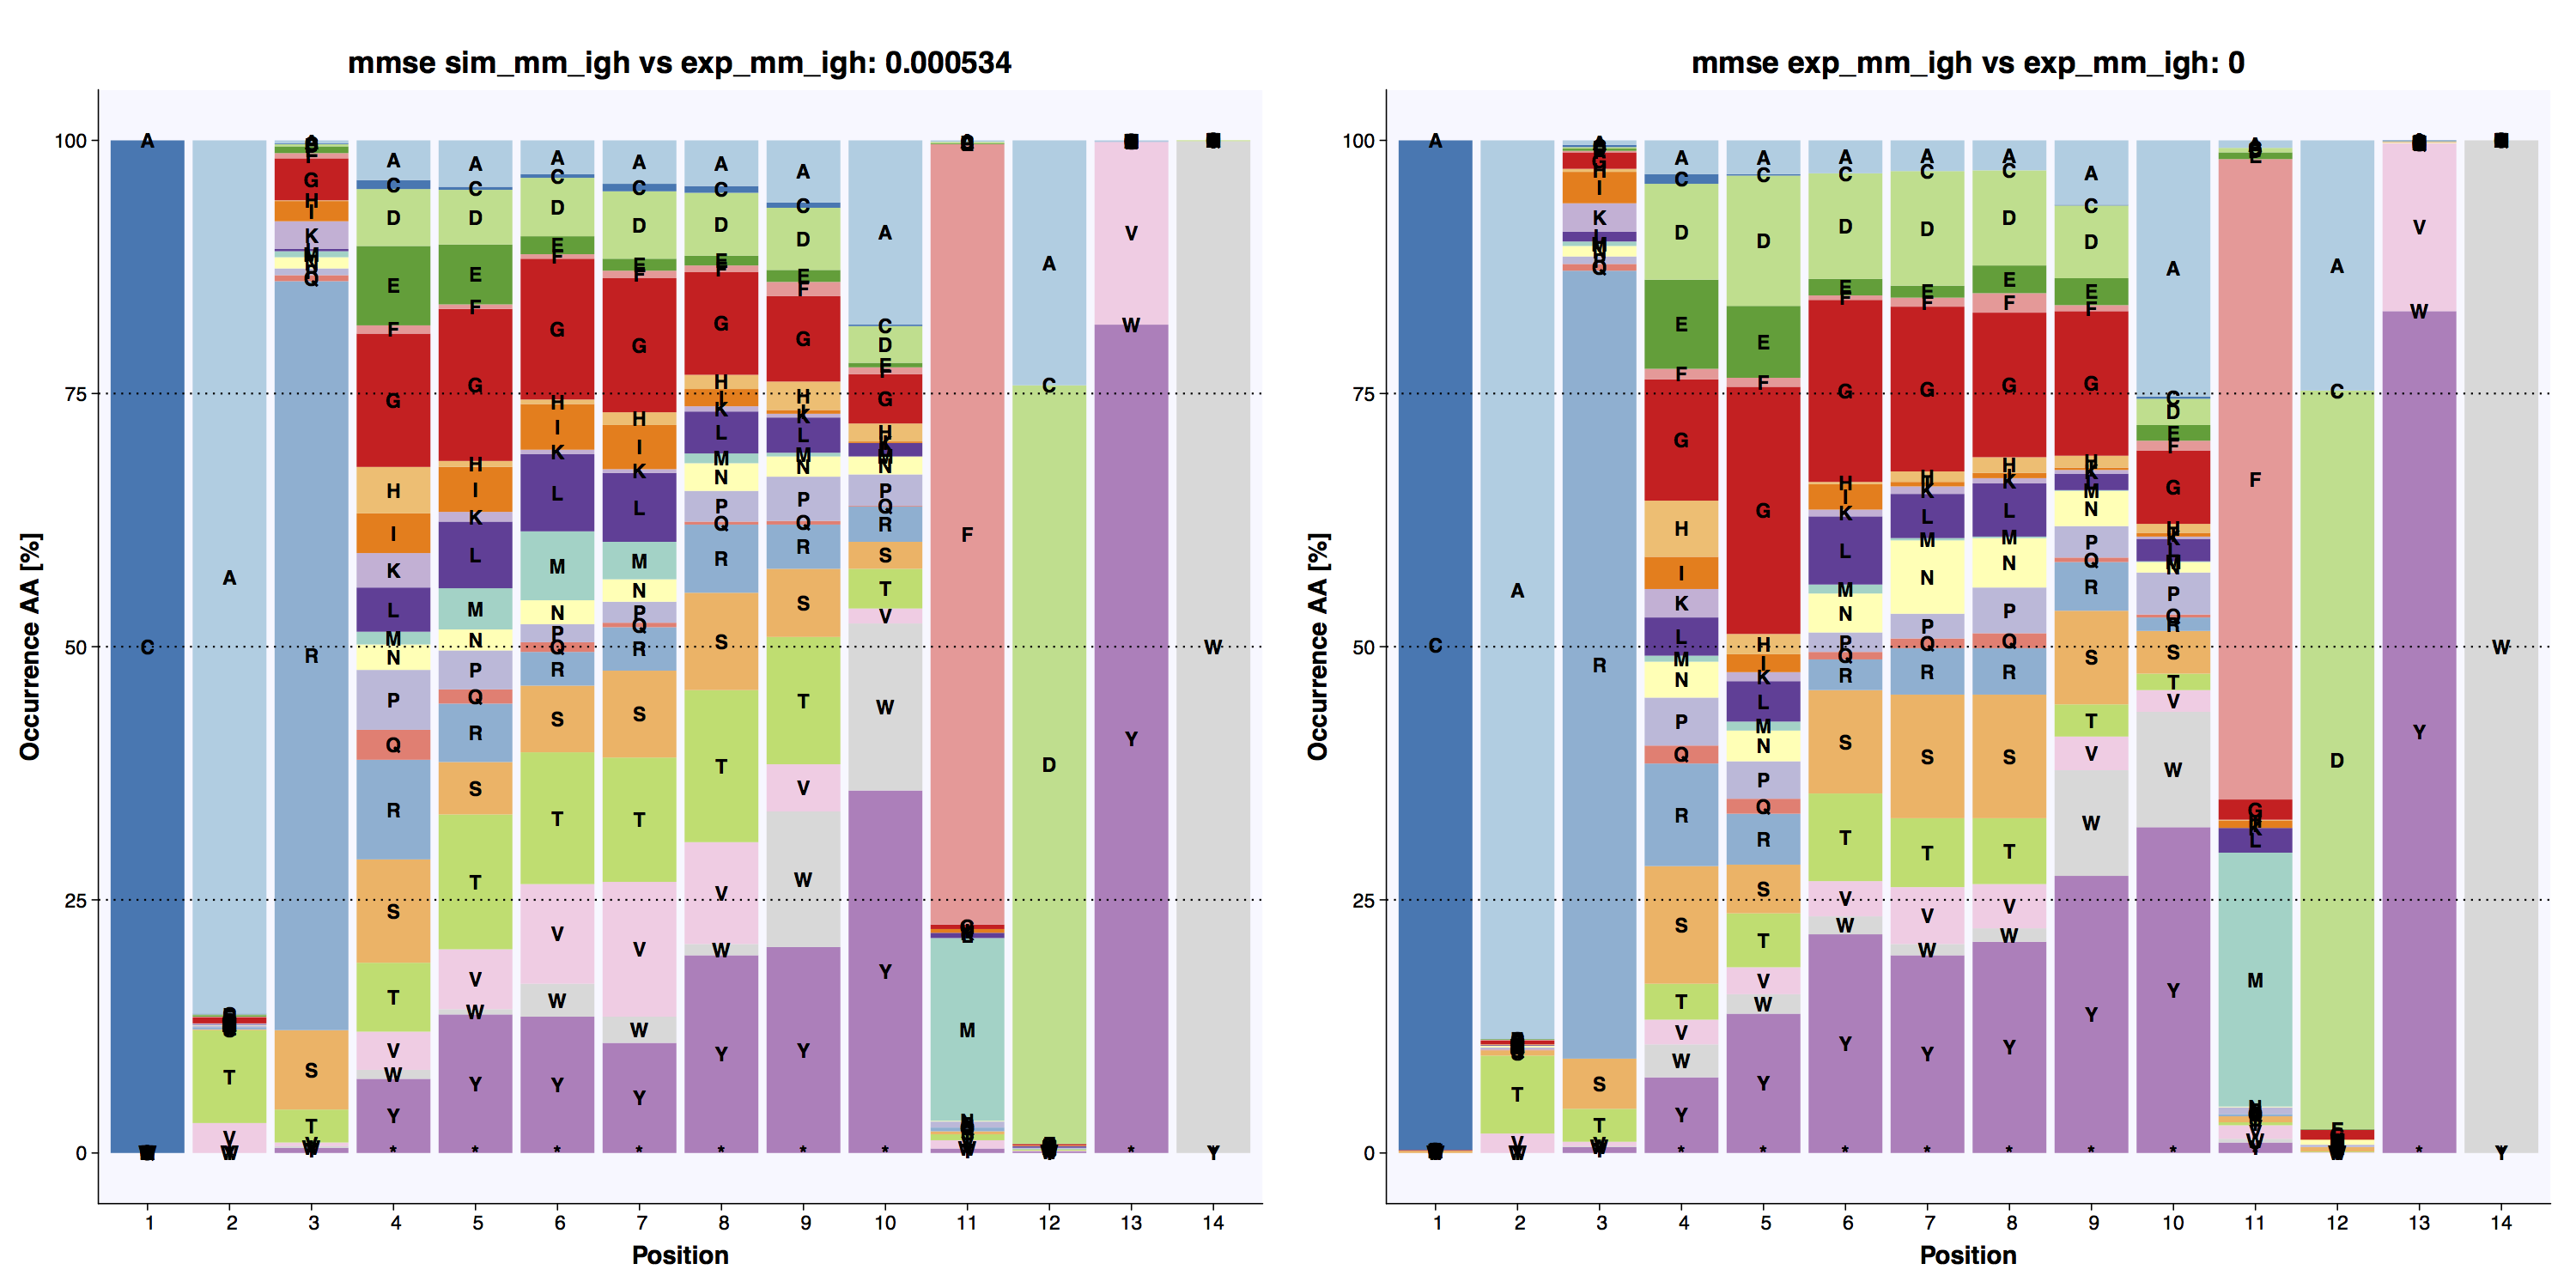 mmse sim_mm_igh vs exp_mm_igh: 0.000534
Occurrence AA [%]
100
75
50
25
0
A
C
A
T
V
G
I
K
Q
R
S
T
A
C
D
E
F
G
H
I
K
L
M
N
P
Q
R
S
T
V
W
Y
*
A
C
D
E
F
G
H
I
K
L
M
N
P
Q
R
S
T
V
W
Y
*
A
C
D
E
F
G
H
I
K
L
M
N
P
Q
R
S
T
V
W
Y
*
A
C
D
E
F
G
H
I
K
L
M
N
P
Q
R
S
T
V
W
Y
*
A
C
D
G
H
K
L
M
N
P
Q
R
S
T
V
W
Y
*
A
C
D
E
F
G
H
K
L
M
N
P
Q
R
S
T
V
W
Y
*
A
C
D
E
F
G
H
N
P
Q
R
S
T
V
W
Y
*
F
M
A
C
D
V
W
Y
*
W
Y
1 2 3 4 5 6 7 8 9 10 11 12 13 14
Position
mmse exp_mm_igh vs exp_mm_igh: 0
Occurrence AA [%]
100
75
50
25
0
A
C
A
T
V
I
K
Q
R
S
T
A
C
D
E
F
G
H
I
K
L
M
N
P
Q
R
S
T
V
W
Y
*
A
C
D
E
F
G
H
I
K
L
M
N
P
Q
R
S
T
V
W
Y
*
A
C
D
E
F
G
H
I
K
L
M
N
P
Q
R
S
T
V
W
Y
*
A
C
D
E
F
G
H
K
L
M
N
P
Q
R
S
T
V
W
Y
*
A
C
D
E
F
G
H
K
L
M
N
P
Q
R
S
T
V
W
Y
*
A
C
D
E
F
G
H
K
M
N
P
Q
R
S
T
V
W
Y
*
A
C
D
E
F
G
H
P
Q
R
S
T
V
W
Y
*
F
G
L
M
A
C
D
V
W
Y
*
W
Y
1 2 3 4 5 6 7 8 9 10 11 12 13 14
Position